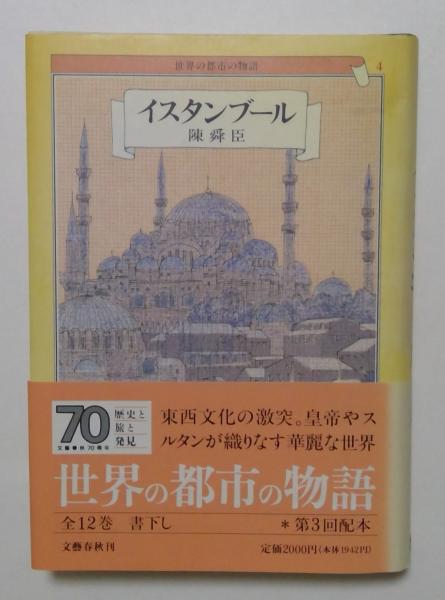 世界の都市の物語 4
イスタンブール
陳舜臣
70
文藝春秋70周年
歴史と
旅と
発見
東西文化の激突。皇帝やス
ルタンが織りなす華麗な世界
世界の都市の物語
全12巻 書下し
*第3回配本
文藝春秋刊
定価2000円(本体1942円)